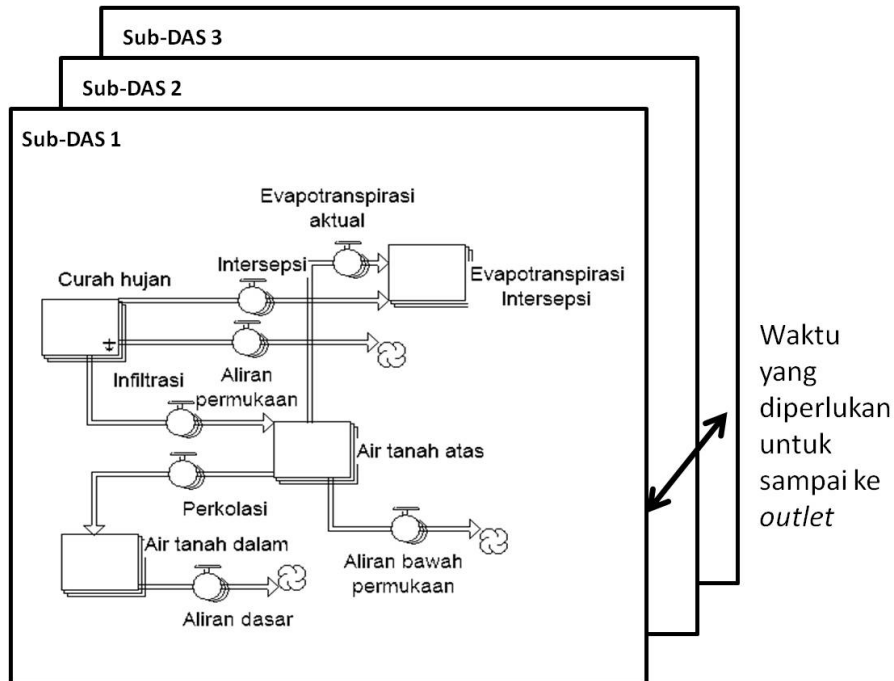 Sub-DAS 3
Sub-DAS 2
Sub-DAS 1
Evapotranspirasi
aktual
Intersepsi
Evapotranspirasi
Intersepsi
Curah hujan
Infiltrasi
Aliran
permukaan
Air tanah atas
Perkolasi
Air tanah dalam
Aliran bawah
permukaan
Aliran dasar
Waktu
yang
diperlukan
untuk
sampai ke
outlet